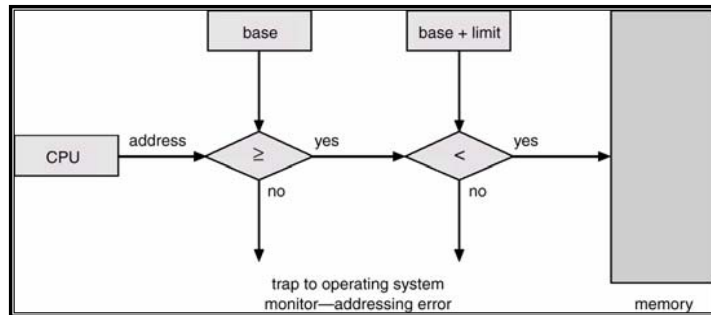 base
base + limit
CPU
address
≥
yes
<
yes
no
no
trap to operating system
monitor—addressing error
memory